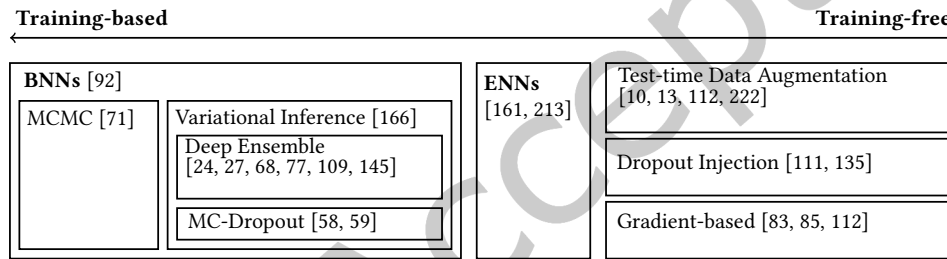 Training-based Training-free
BNNs [92]
MCMC [71]
Variational Inference [166]
Deep Ensemble
[24, 27, 68, 77, 109, 145]
MC-Dropout [58, 59]
ENNs
[161, 213]
Test-time Data Augmentation
[10, 13, 112, 222]
Dropout Injection [111, 135]
Gradient-based [83, 85, 112]
Accept